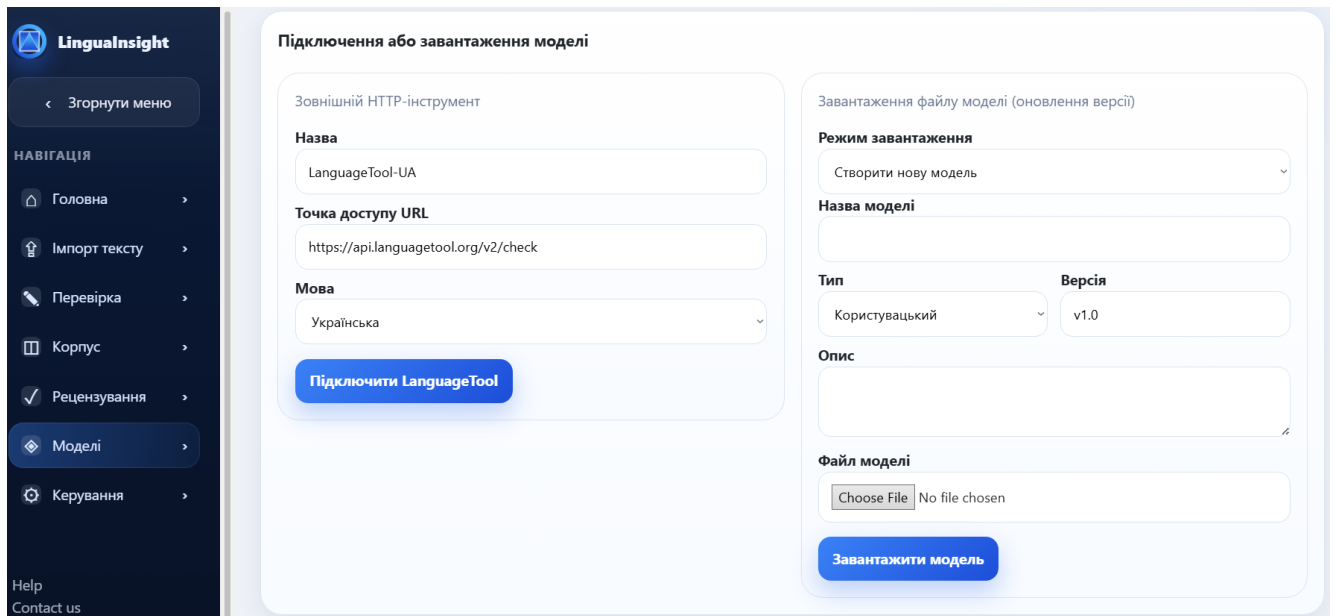 LinguaInsight
‹ Згорнути меню
НАВІГАЦІЯ
Головна ›
Імпорт тексту ›
Перевірка ›
Корпус ›
Рецензування ›
Моделі ›
Керування ›
Help
Contact us
Підключення або завантаження моделі
Зовнішній HTTP-інструмент
Назва
LanguageTool-UA
Точка доступу URL
https://api.languagetool.org/v2/check
Мова
Українська
Підключити LanguageTool
Завантаження файлу моделі (оновлення версії)
Режим завантаження
Створити нову модель
Назва моделі
Тип Версія
Користувацький v1.0
Опис
Файл моделі
Choose File No file chosen
Завантажити модель